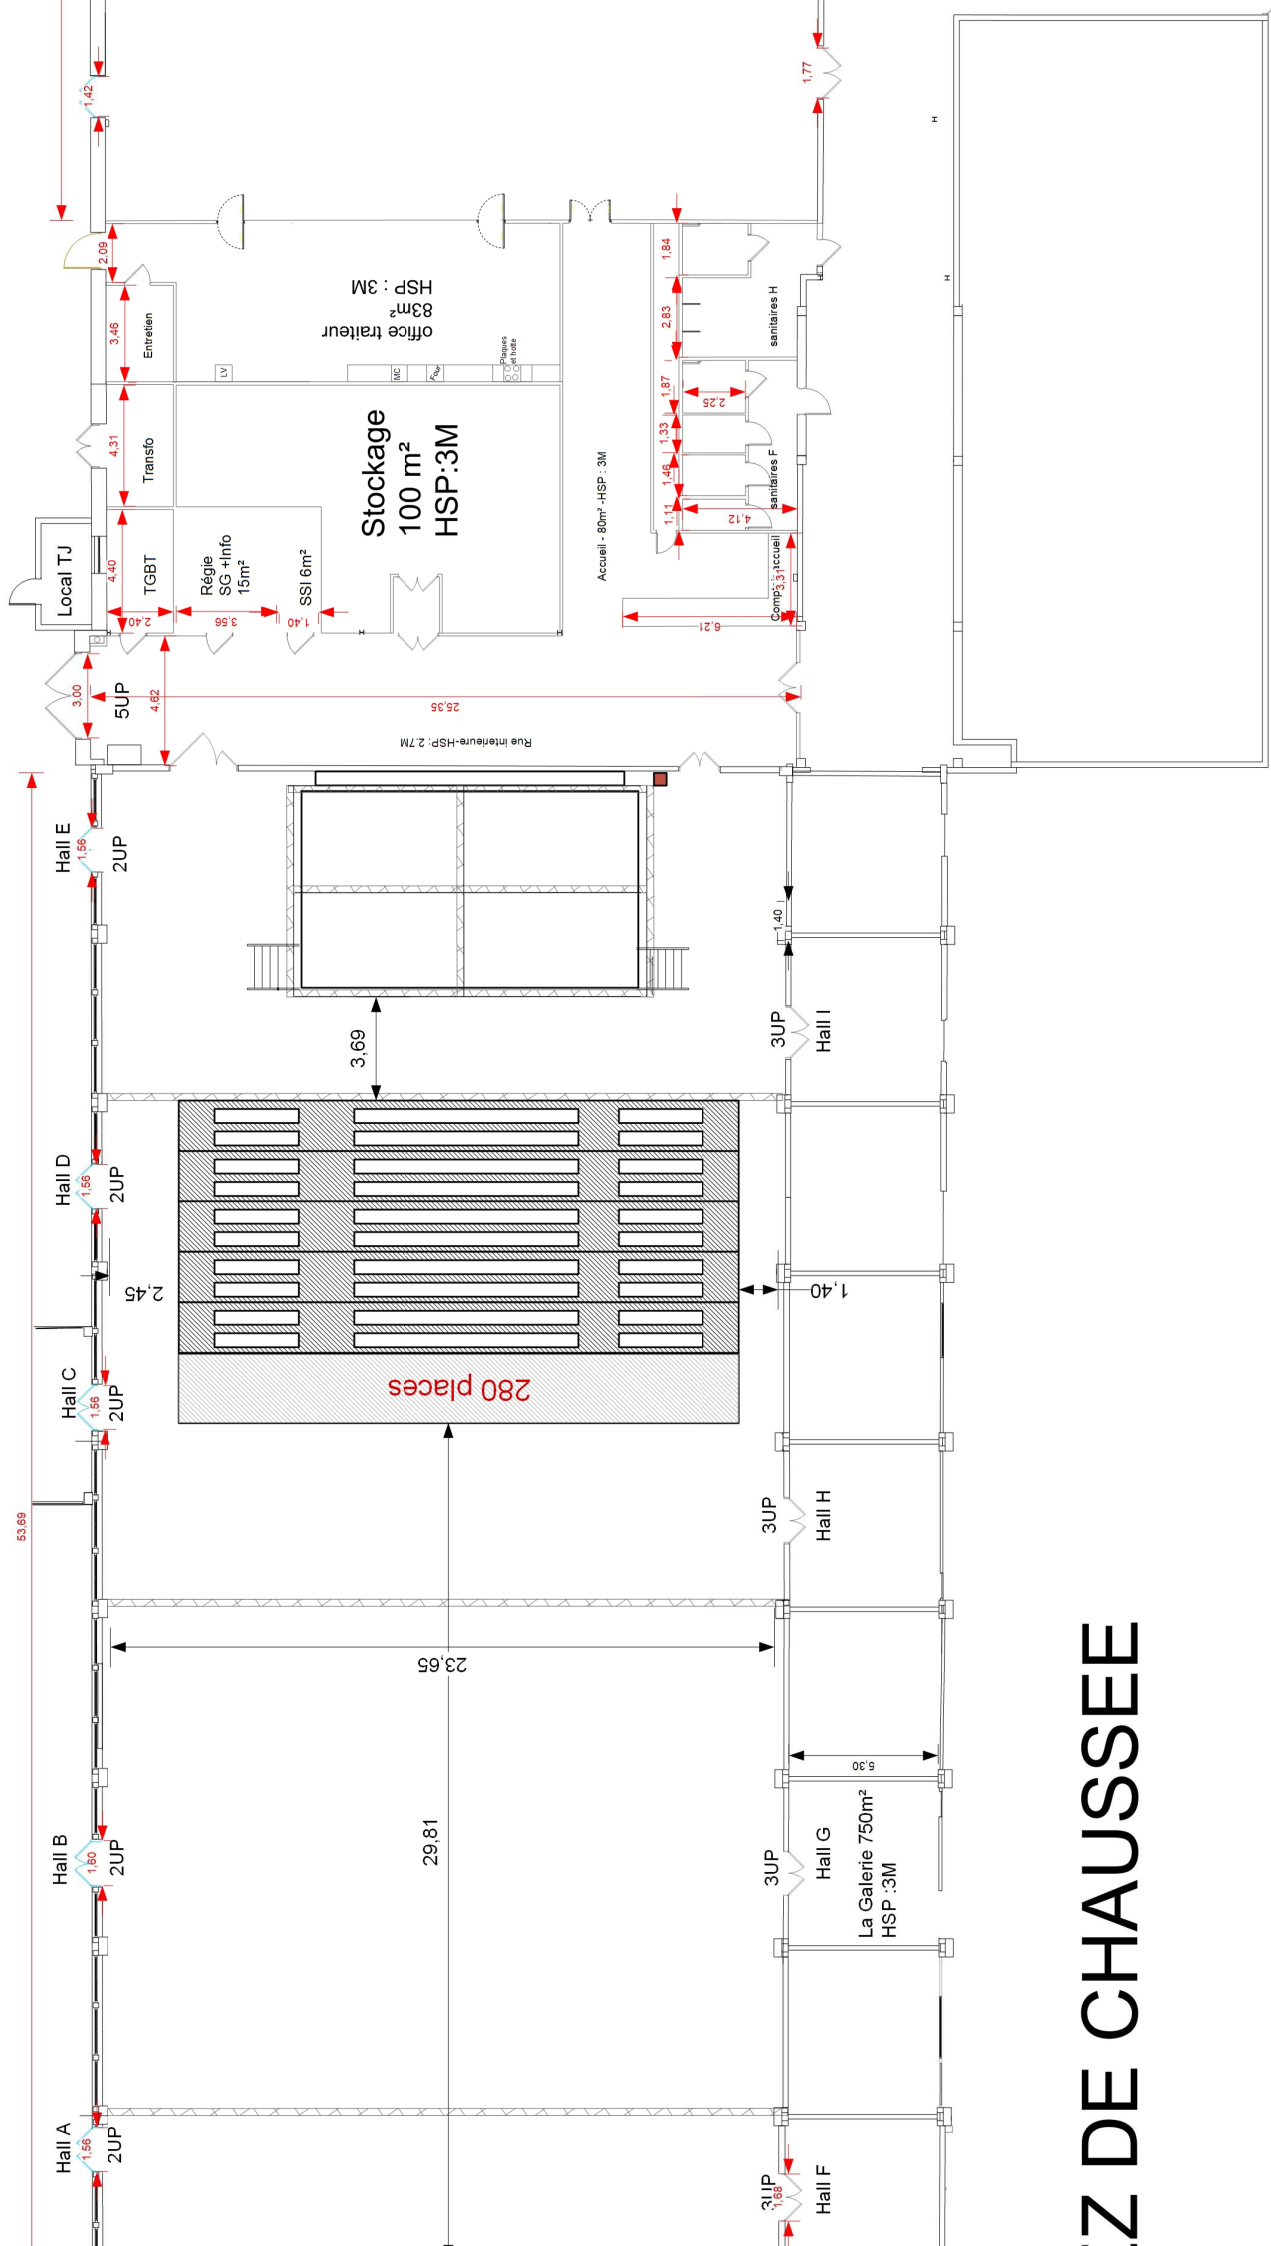 1,42
1,77
2.09
3,46
Entretien
4,31
Transfo
4,40
TGBT
2,40
Local TJ
office traiteur
83m²
HSP : 3M
LV
MC
Four
Plaques
et hotte
Stockage
100 m²
HSP:3M
Régie
SG +Info
15m²
SSI 6m²
3,56
1,40
Accueil - 80m² -HSP : 3M
1,84
2,83
1,87
1,33
1,46
1,11
2,25
4,12
sanitaires H
sanitaires F
3,31
6,21
3,00
5UP
4,62
25,35
Rue interieure-HSP: 2.7M
Hall E
1,56
2UP
3,69
1,40
3UP
Hall I
Hall D
1,56
2UP
2,45
1,40
Hall C
1,56
2UP
280 places
53,69
3UP
Hall H
23,65
29,81
5,30
Hall B
1,60
2UP
3UP
Hall G
La Galerie 750m²
HSP :3M
Hall A
1,56
2UP
3UP
1,68
Hall F
Z DE CHAUSSEE